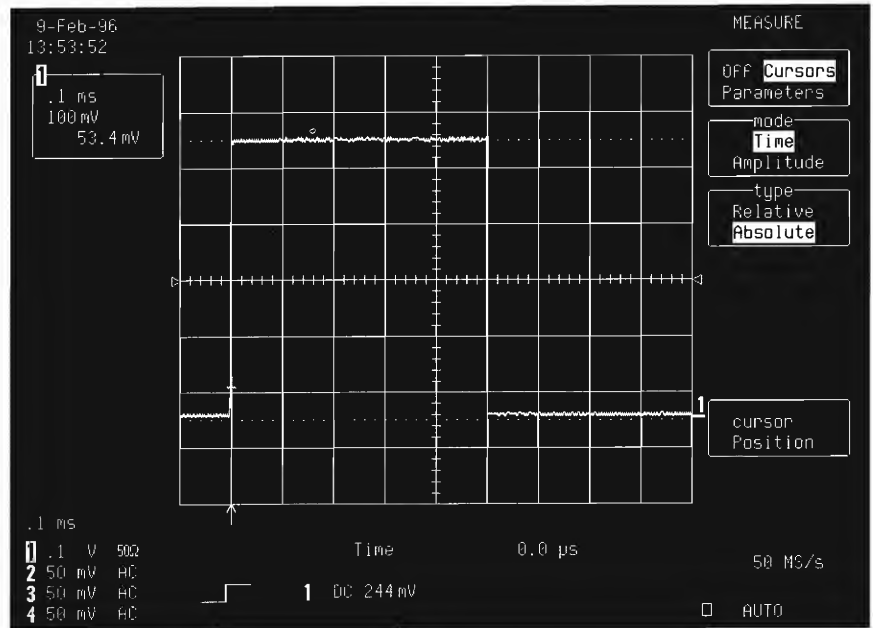 9-Feb-96
13:53:52
1
.1 ms
100 mV
53.4 mV
MEASURE
OFF Cursors
Parameters
mode
Time
Amplitude
type
Relative
Absolute
1
cursor
Position
.1 ms
1 .1 V 50Ω
2 50 mV AC
3 50 mV AC
4 50 mV AC
Time 0.0 µs
1 DC 244 mV
50 MS/s
AUTO